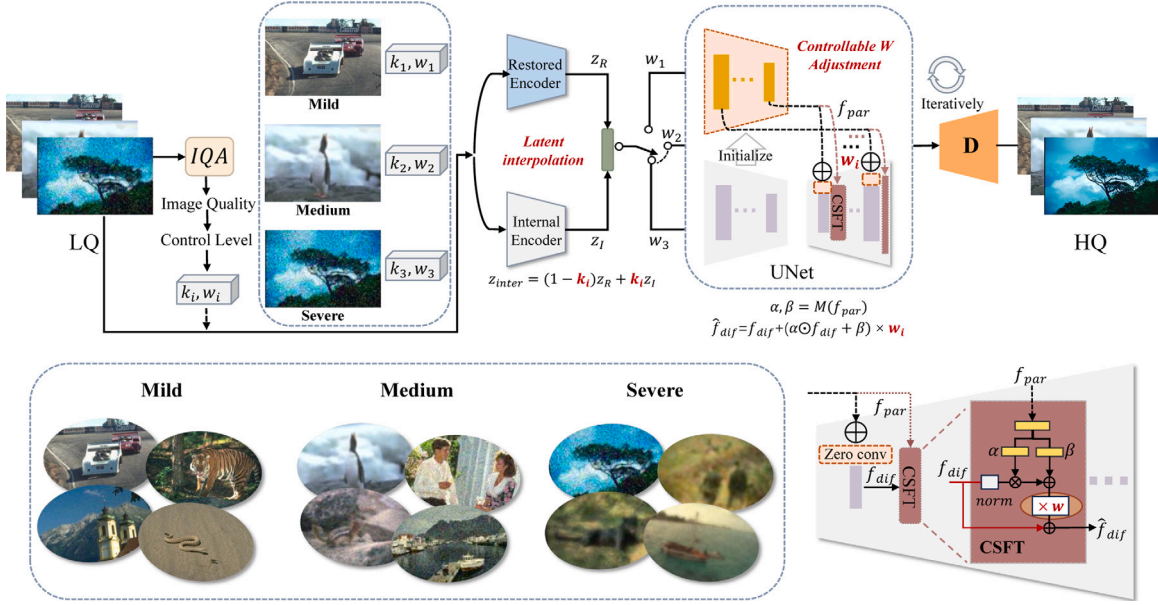 LQ
IQA
Image Quality
Control Level
k_i, w_i
Mild
k_1, w_1
Medium
k_2, w_2
Severe
k_3, w_3
Restored
Encoder
z_R
Latent
interpolation
Internal
Encoder
z_I
z_inter = (1 − k_i)z_R + k_i z_I
w_1
w_2
w_3
Controllable W
Adjustment
f_par
Initialize
w_i
CSFT
UNet
α, β = M(f_par)
f̂_dif=f_dif+(α⊙f_dif + β) × w_i
Iteratively
D
HQ
Mild
Medium
Severe
f_par
Zero conv
f_dif
CSFT
f_par
α
β
f_dif
norm
× w
f̂_dif
CSFT